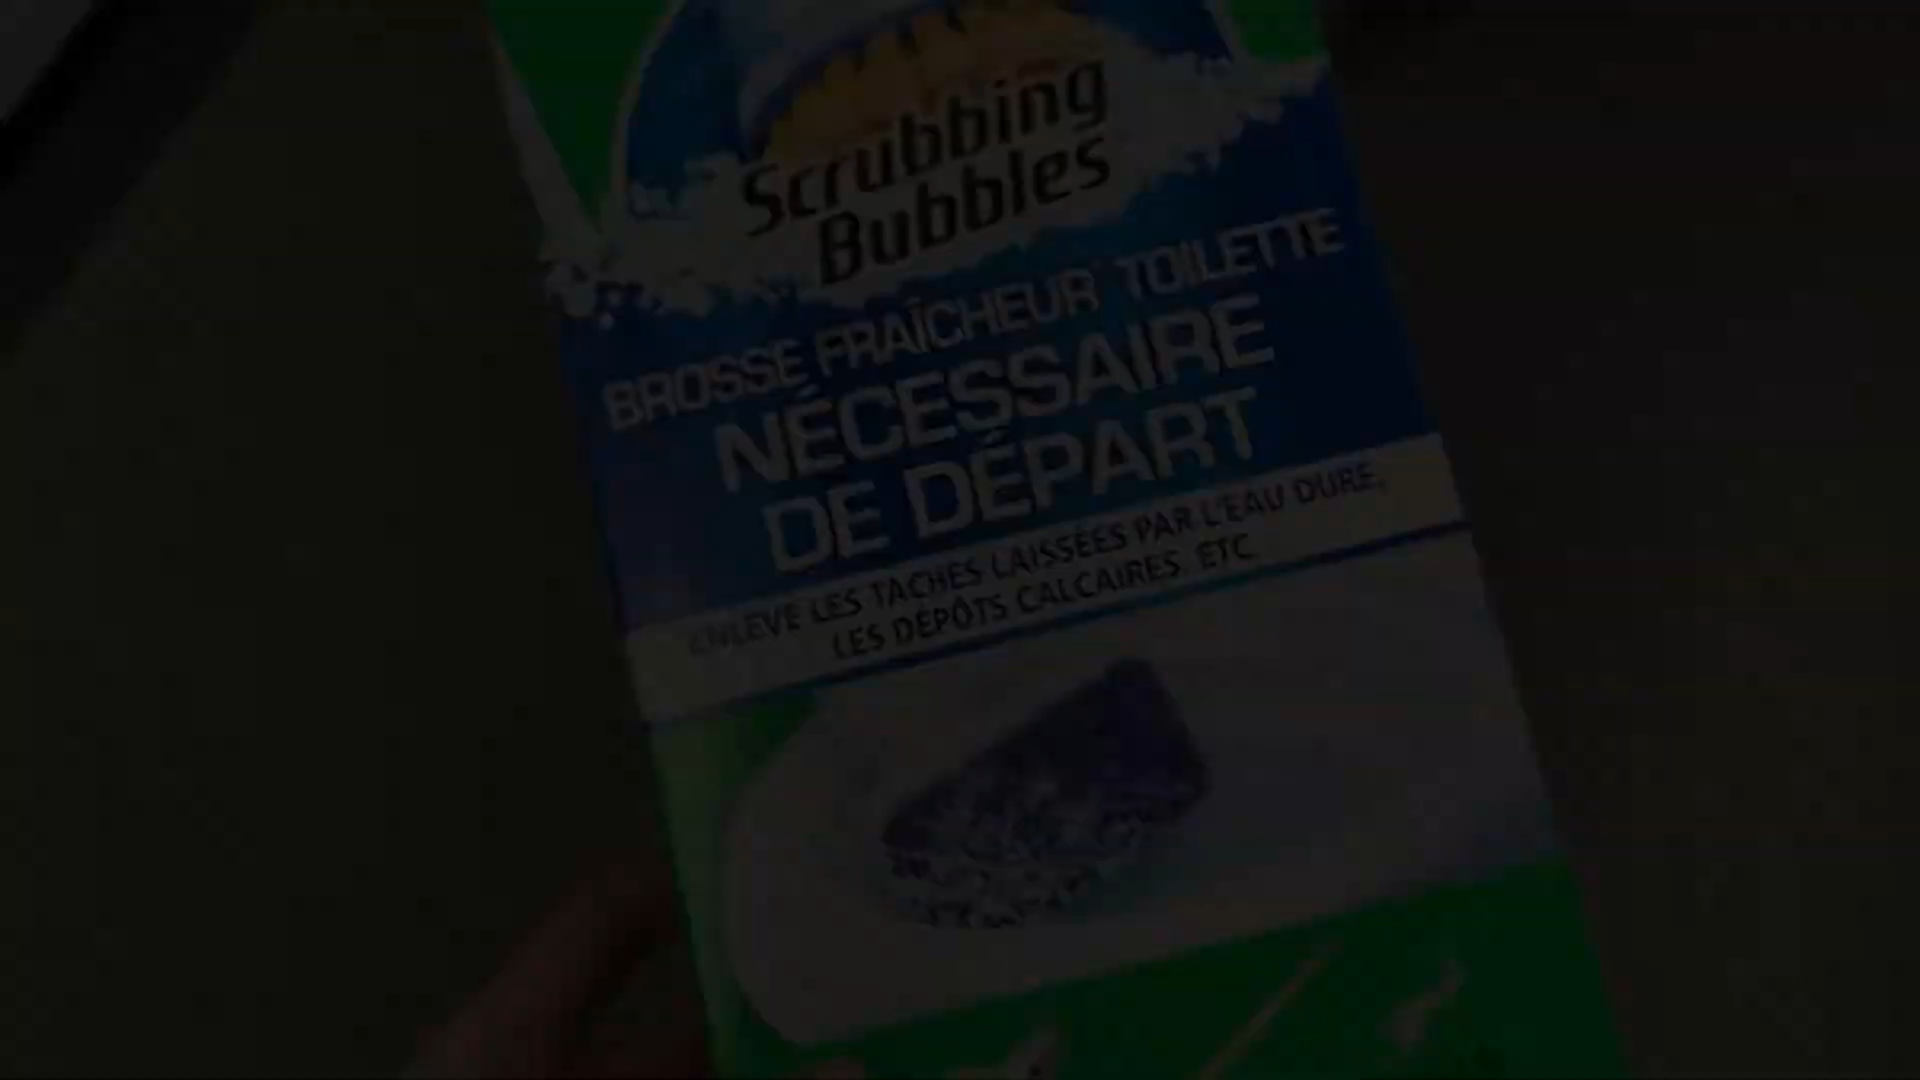 Scrubbing
Bubbles
BROSSE FRAÎCHEUR TOILETTE
NÉCESSAIRE
DE DÉPART
ENLÈVE LES TACHES LAISSÉES PAR L'EAU DURE,
LES DÉPÔTS CALCAIRES, ETC.